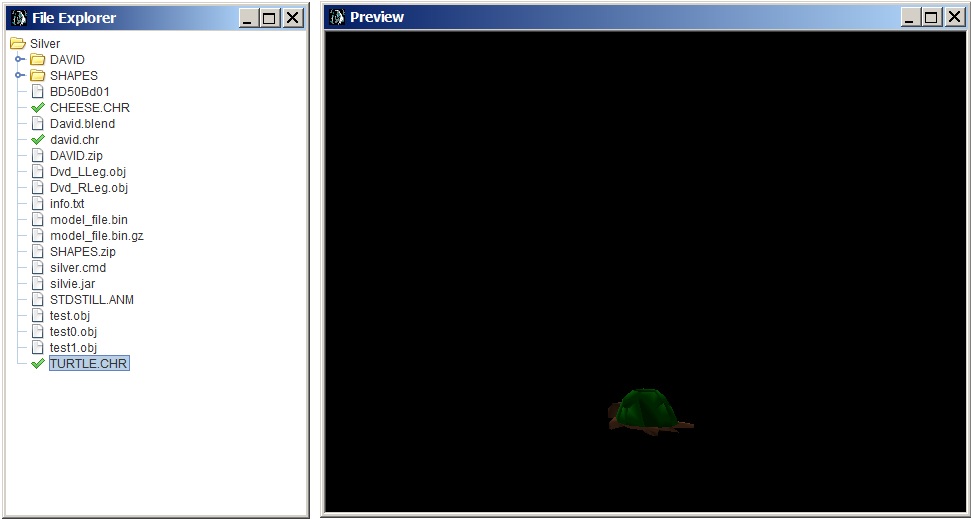 File Explorer
Silver
DAVID
SHAPES
BD50Bd01
CHEESE.CHR
David.blend
david.chr
DAVID.zip
Dvd_LLeg.obj
Dvd_RLeg.obj
info.txt
model_file.bin
model_file.bin.gz
SHAPES.zip
silver.cmd
silvie.jar
STDSTILL.ANM
test.obj
test0.obj
test1.obj
TURTLE.CHR
Preview